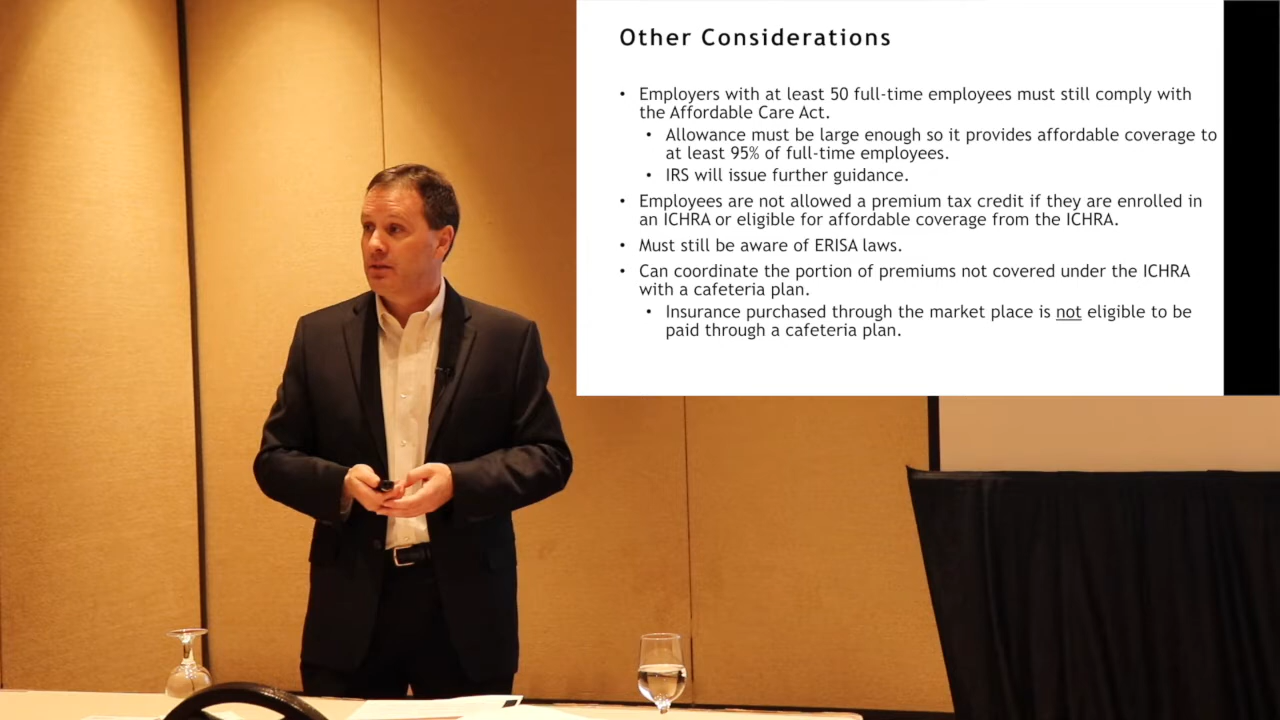 Other Considerations
• Employers with at least 50 full-time employees must still comply with
the Affordable Care Act.
• Allowance must be large enough so it provides affordable coverage to
at least 95% of full-time employees.
• IRS will issue further guidance.
• Employees are not allowed a premium tax credit if they are enrolled in
an ICHRA or eligible for affordable coverage from the ICHRA.
• Must still be aware of ERISA laws.
• Can coordinate the portion of premiums not covered under the ICHRA
with a cafeteria plan.
• Insurance purchased through the market place is not eligible to be
paid through a cafeteria plan.